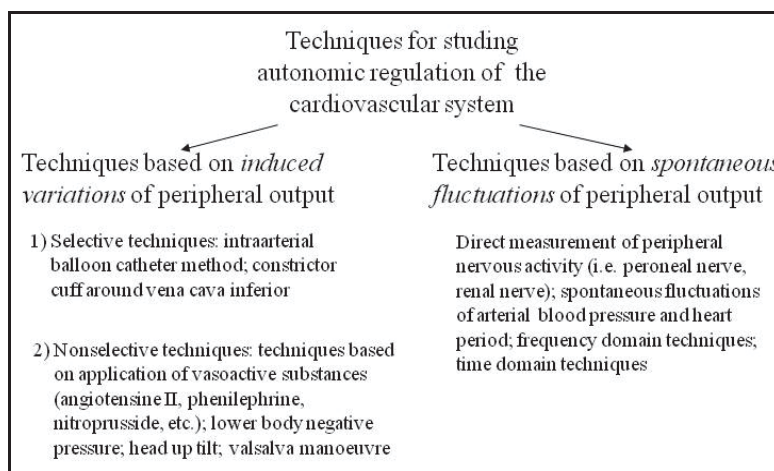 Techniques for studing
autonomic regulation of the
cardiovascular system
Techniques based on induced
variations of peripheral output
1) Selective techniques: intraarterial
balloon catheter method; constrictor
cuff around vena cava inferior
2) Nonselective techniques: techniques based
on application of vasoactive substances
(angiotensine II, phenilephrine,
nitroprusside, etc.); lower body negative
pressure; head up tilt; valsalva manoeuvre
Techniques based on spontaneous
fluctuations of peripheral output
Direct measurement of peripheral
nervous activity (i.e. peroneal nerve,
renal nerve); spontaneous fluctuations
of arterial blood pressure and heart
period; frequency domain techniques;
time domain techniques